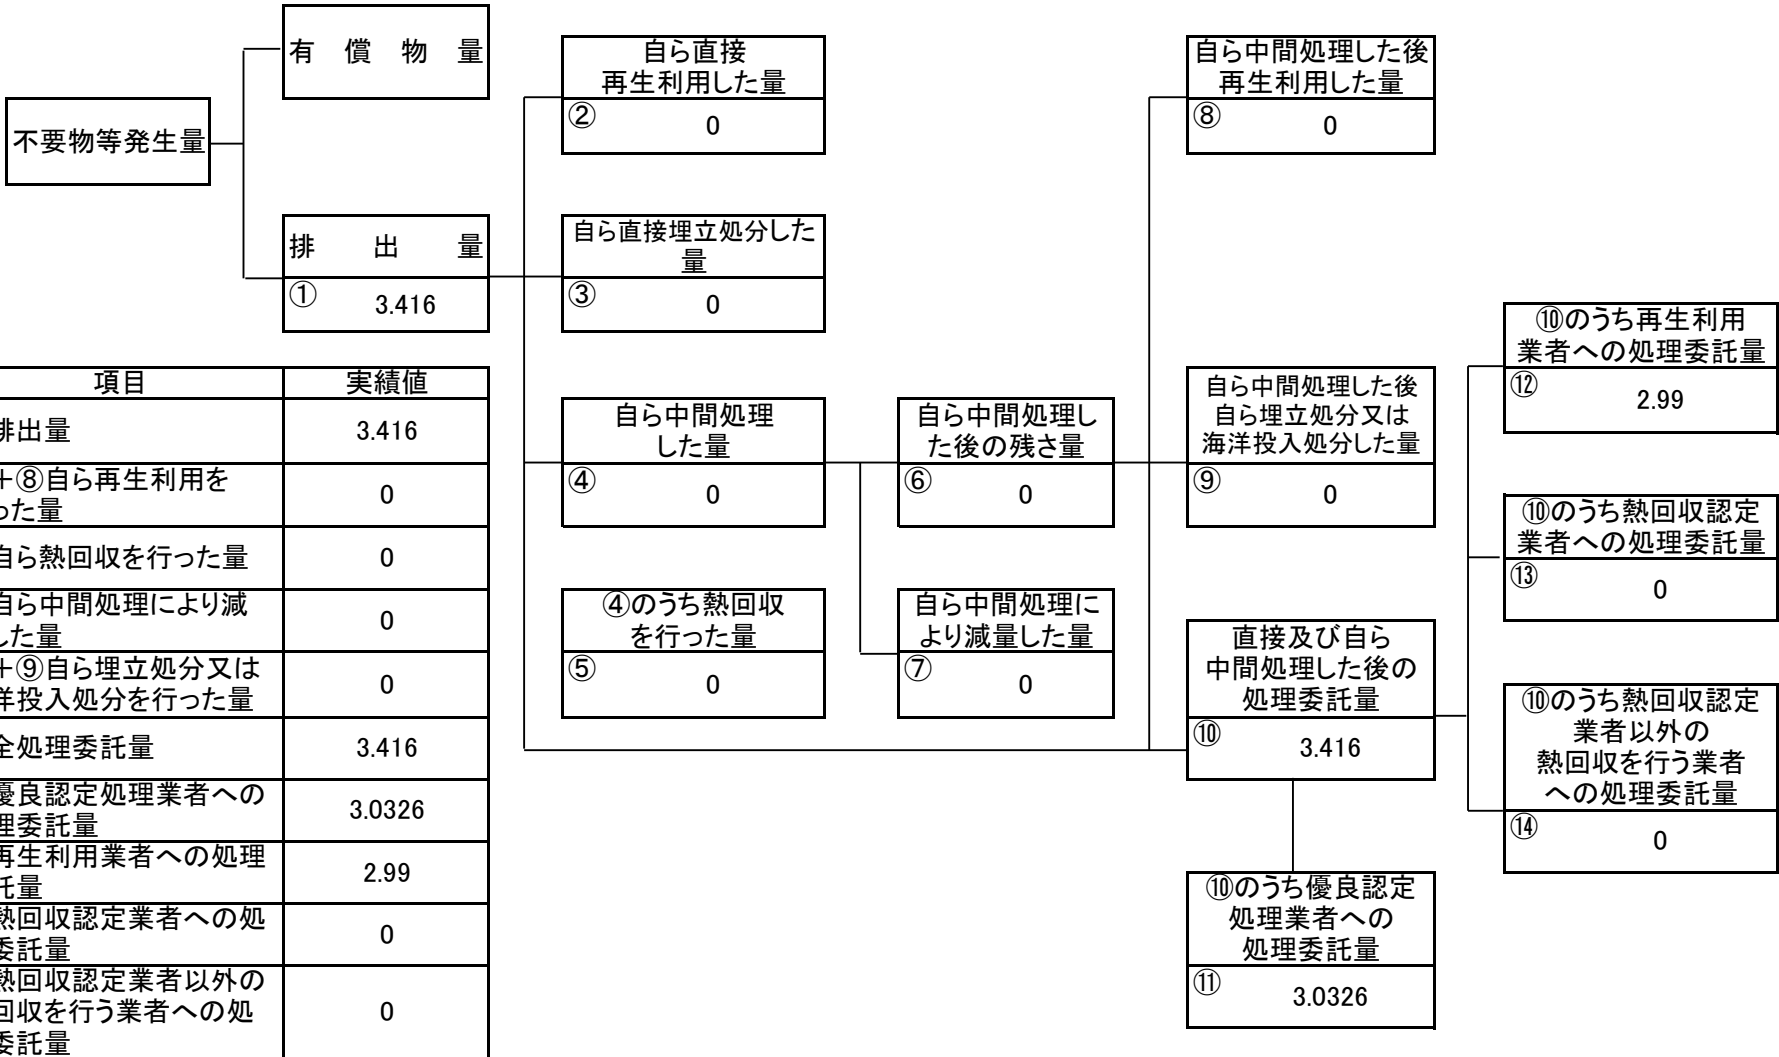 有償物量
不要物等発生量
排出量
① 3.416
自ら直接
再生利用した量
② 0
自ら直接埋立処分した
量
③ 0
自ら中間処理
した量
④ 0
④のうち熱回収
を行った量
⑤ 0
自ら中間処理し
た後の残さ量
⑥ 0
自ら中間処理に
より減量した量
⑦ 0
自ら中間処理した後
再生利用した量
⑧ 0
自ら中間処理した後
自ら埋立処分又は
海洋投入処分した量
⑨ 0
直接及び自ら
中間処理した後の
処理委託量
⑩ 3.416
⑩のうち優良認定
処理業者への
処理委託量
⑪ 3.0326
⑩のうち再生利用
業者への処理委託量
⑫ 2.99
⑩のうち熱回収認定
業者への処理委託量
⑬ 0
⑩のうち熱回収認定
業者以外の
熱回収を行う業者
への処理委託量
⑭ 0
項目 実績値
排出量 3.416
+⑧自ら再生利用を
った量 0
自ら熱回収を行った量 0
自ら中間処理により減
した量 0
+⑨自ら埋立処分又は
洋投入処分を行った量 0
全処理委託量 3.416
優良認定処理業者への
理委託量 3.0326
再生利用業者への処理
託量 2.99
熱回収認定業者への処
委託量 0
熱回収認定業者以外の
回収を行う業者への処
委託量 0